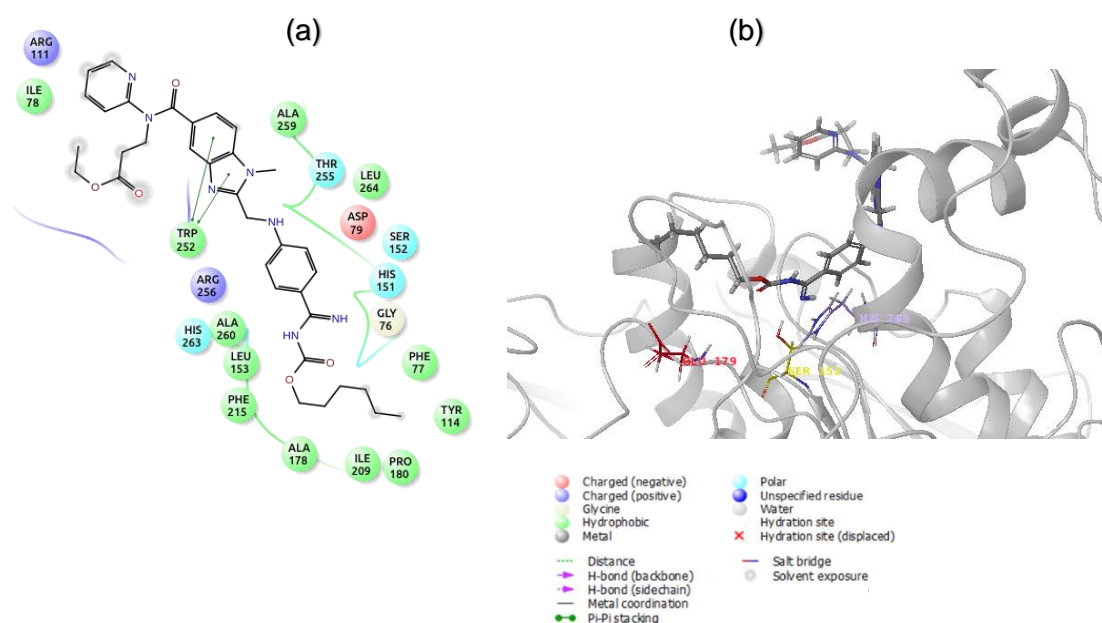 (a)
(b)
ARG
111
ILE
78
N
O
N
O
O
N
N
ALA
259
THR
255
LEU
264
ASP
79
SER
152
TRP
252
NH
HIS
151
ARG
256
GLY
76
NH
HN
O
O
HIS
263
ALA
260
LEU
153
PHE
215
PHE
77
TYR
114
ALA
178
ILE
209
PRO
180
179
SER
Charged (negative)
Charged (positive)
Glycine
Hydrophobic
Metal
Polar
Unspecified residue
Water
Hydration site
Hydration site (displaced)
Distance
H-bond (backbone)
H-bond (sidechain)
Metal coordination
Pi-Pi stacking
Salt bridge
Solvent exposure